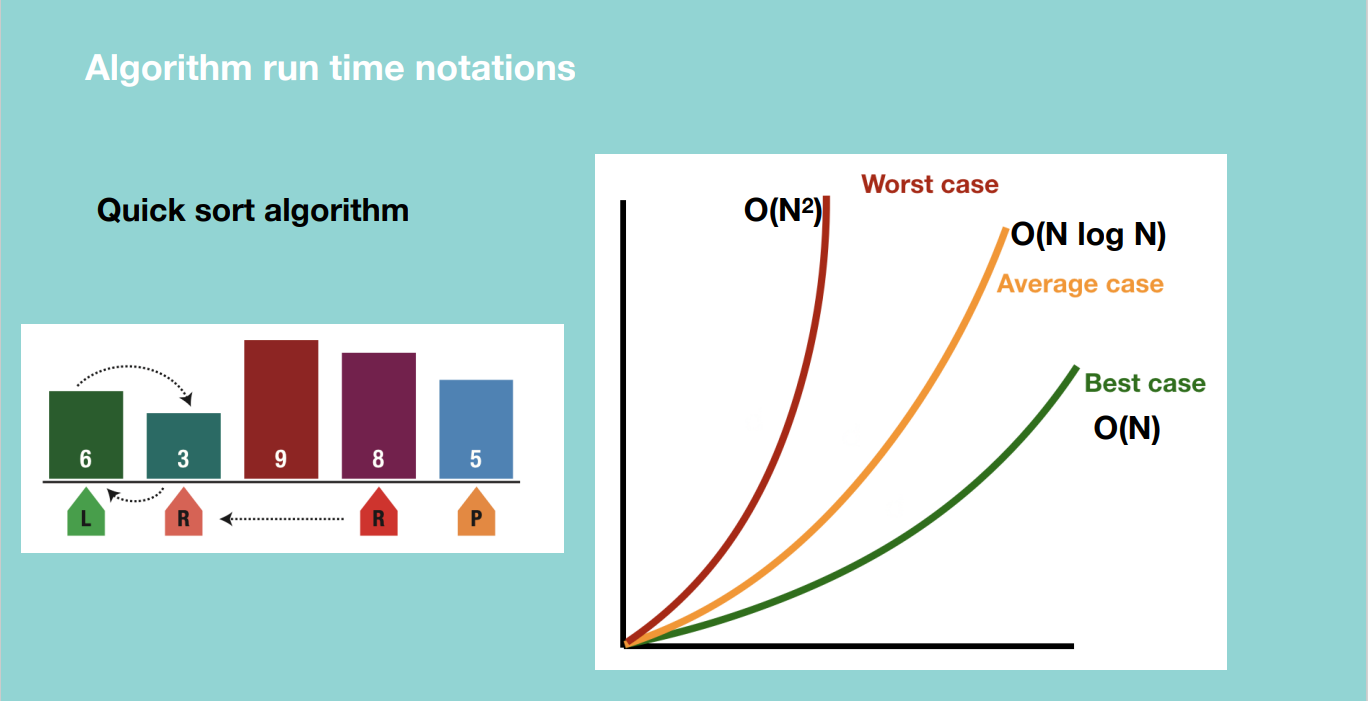 Algorithm run time notations
Quick sort algorithm
6 3 9 8 5
L R R P
Worst case
O(N²)
O(N log N)
Average case
Best case
O(N)